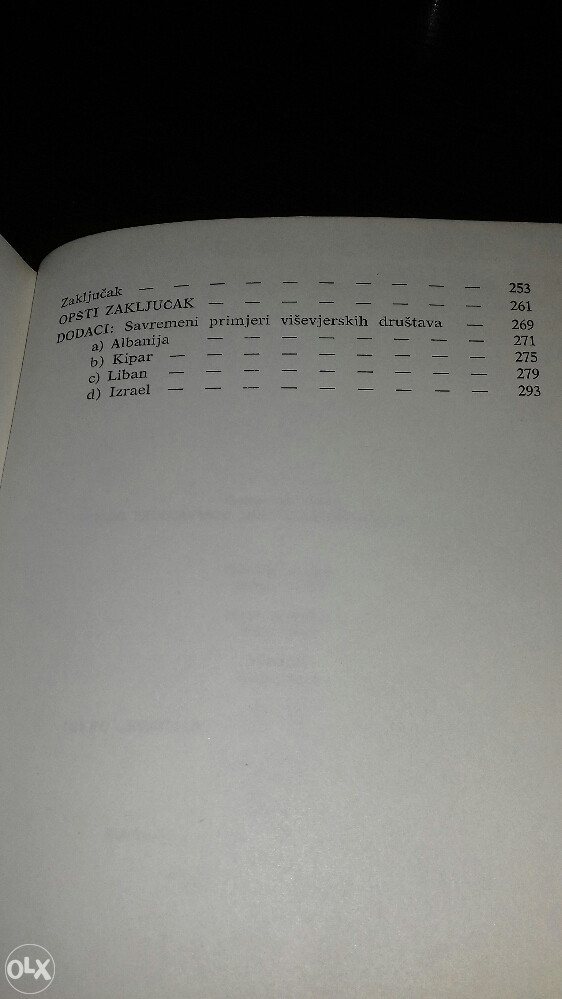 Zaključak — — — — — — — — — — 253
OPŠTI ZAKLJUČAK — — — — — — — — 261
DODACI: Savremeni primjeri viševjerskih društava — 269
a) Albanija — — — — — — — — — 271
b) Kipar — — — — — — — — — 275
c) Liban — — — — — — — — — 279
d) Izrael — — — — — — — — — 293
OLX